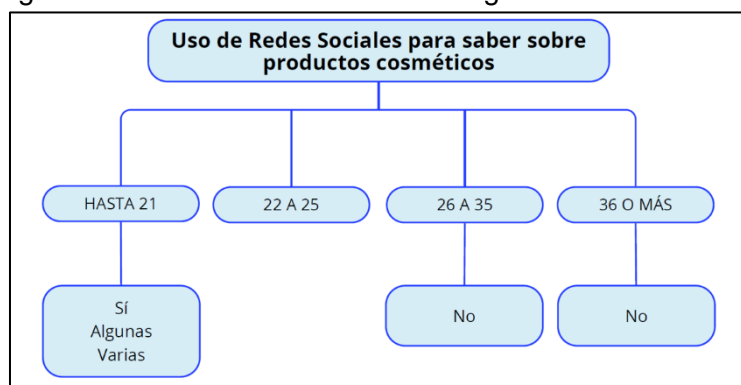 Uso de Redes Sociales para saber sobre
productos cosméticos
HASTA 21
22 A 25
26 A 35
36 O MÁS
Sí
Algunas
Varias
No
No